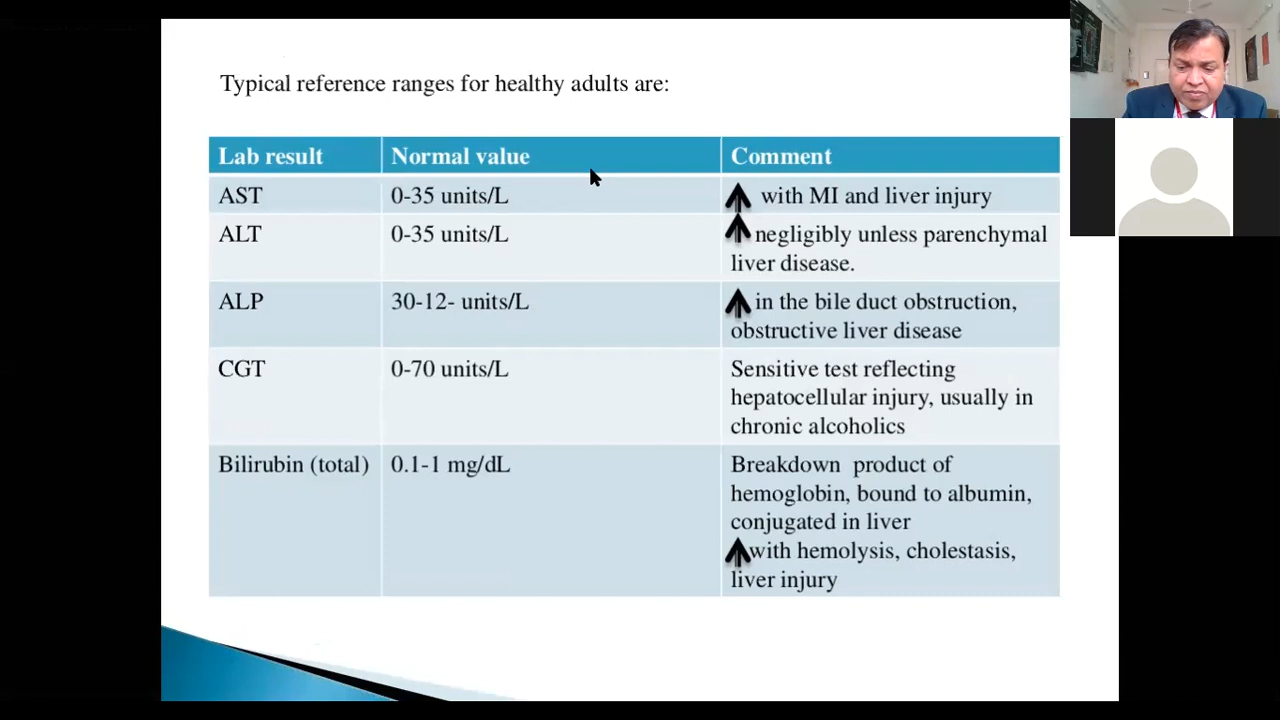 Typical reference ranges for healthy adults are:
Lab result Normal value Comment
AST 0-35 units/L with MI and liver injury
ALT 0-35 units/L negligibly unless parenchymal
liver disease.
ALP 30-12- units/L in the bile duct obstruction,
obstructive liver disease
CGT 0-70 units/L Sensitive test reflecting
hepatocellular injury, usually in
chronic alcoholics
Bilirubin (total) 0.1-1 mg/dL Breakdown product of
hemoglobin, bound to albumin,
conjugated in liver
with hemolysis, cholestasis,
liver injury